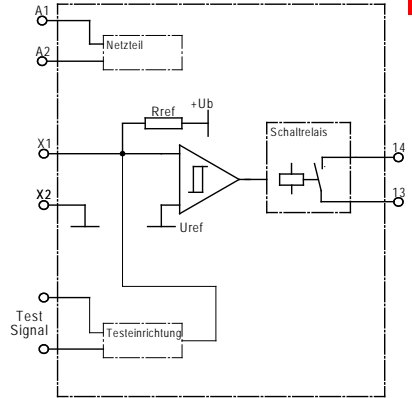 A1
Netzteil
A2
+Ub
Rref
Schaltrelais
X1
14
X2
13
Uref
Test
Signal
Testeinrichtung